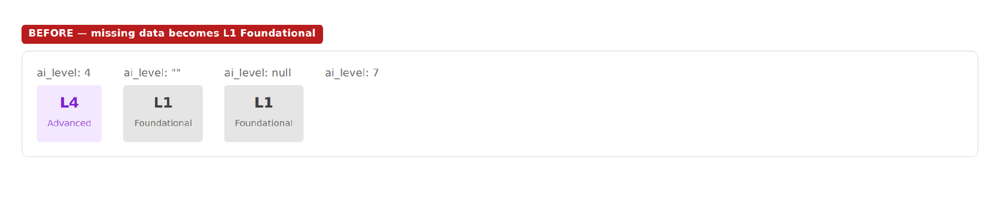 BEFORE — missing data becomes L1 Foundational
ai_level: 4
L4
Advanced
ai_level: ""
L1
Foundational
ai_level: null
L1
Foundational
ai_level: 7